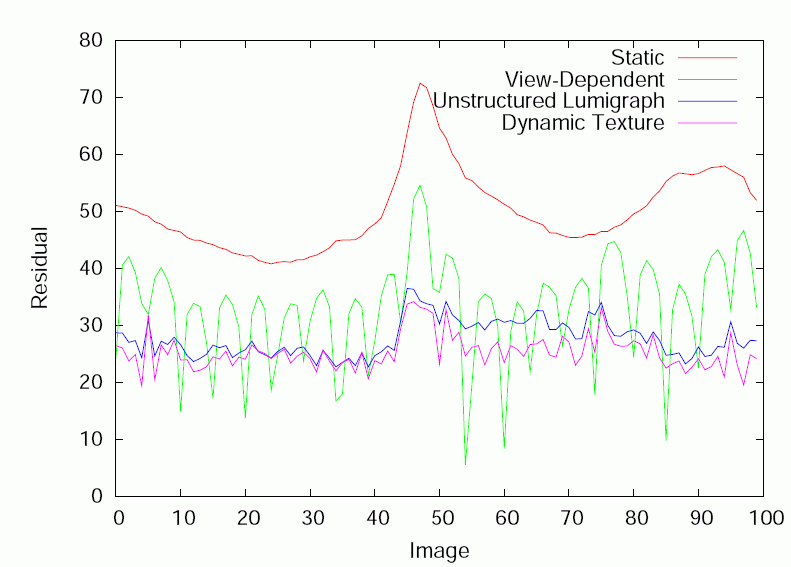 80
70
60
50
40
30
20
10
0
Residual
Static
View-Dependent
Unstructured Lumigraph
Dynamic Texture
0 10 20 30 40 50 60 70 80 90 100
Image